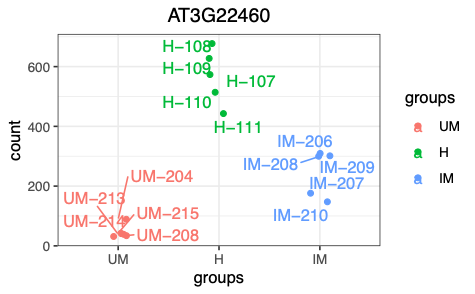 AT3G22460
count
600
400
200
0
H−108
H−109
H−107
H−110
H−111
IM−206
IM−208
IM−209
IM−207
IM−210
UM−204
UM−213
UM−215
UM−214
UM−208
UM
H
IM
groups
groups
a UM
a H
a IM